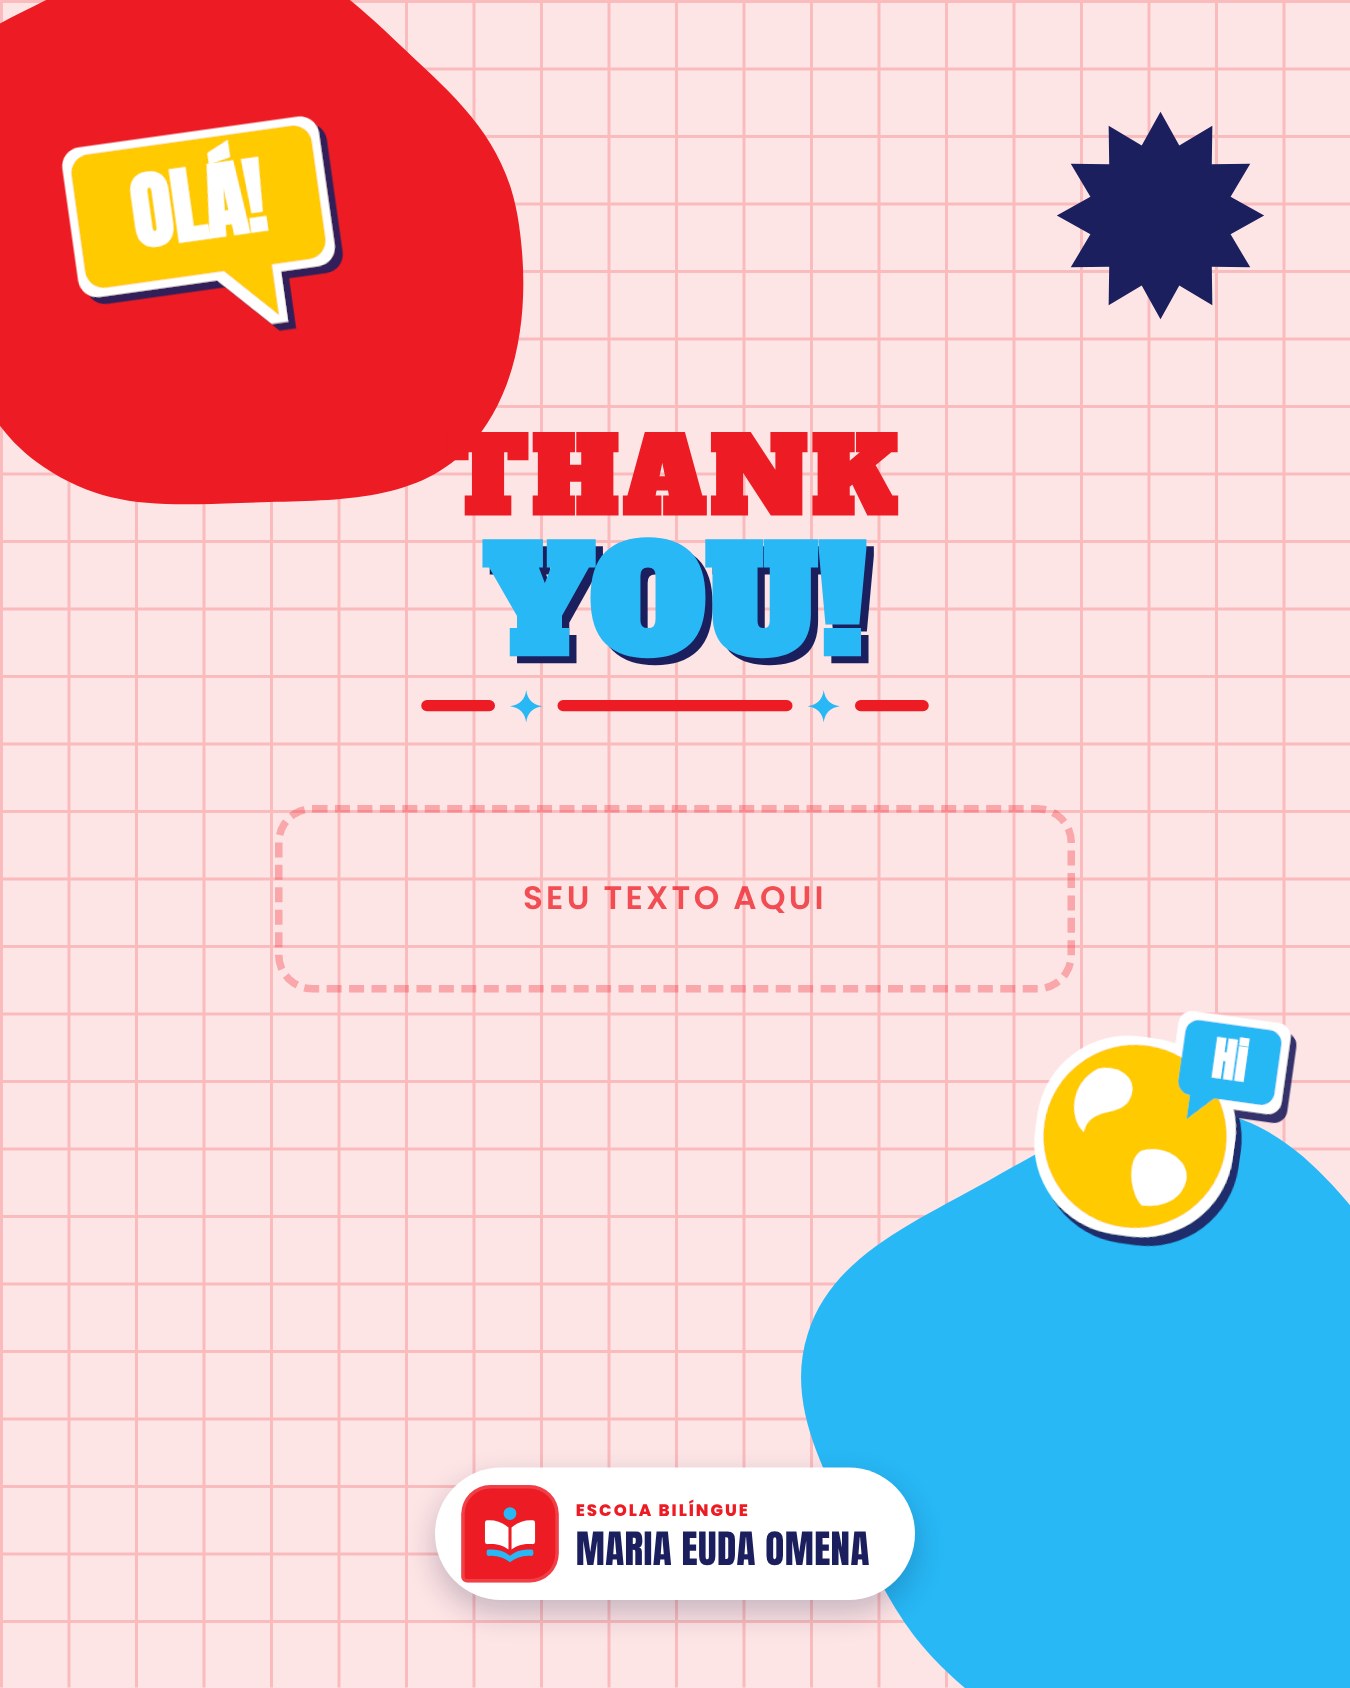 OLÁ!
THANK
YOU!
SEU TEXTO AQUI
Hi
ESCOLA BILÍNGUE
MARIA EUDA OMENA